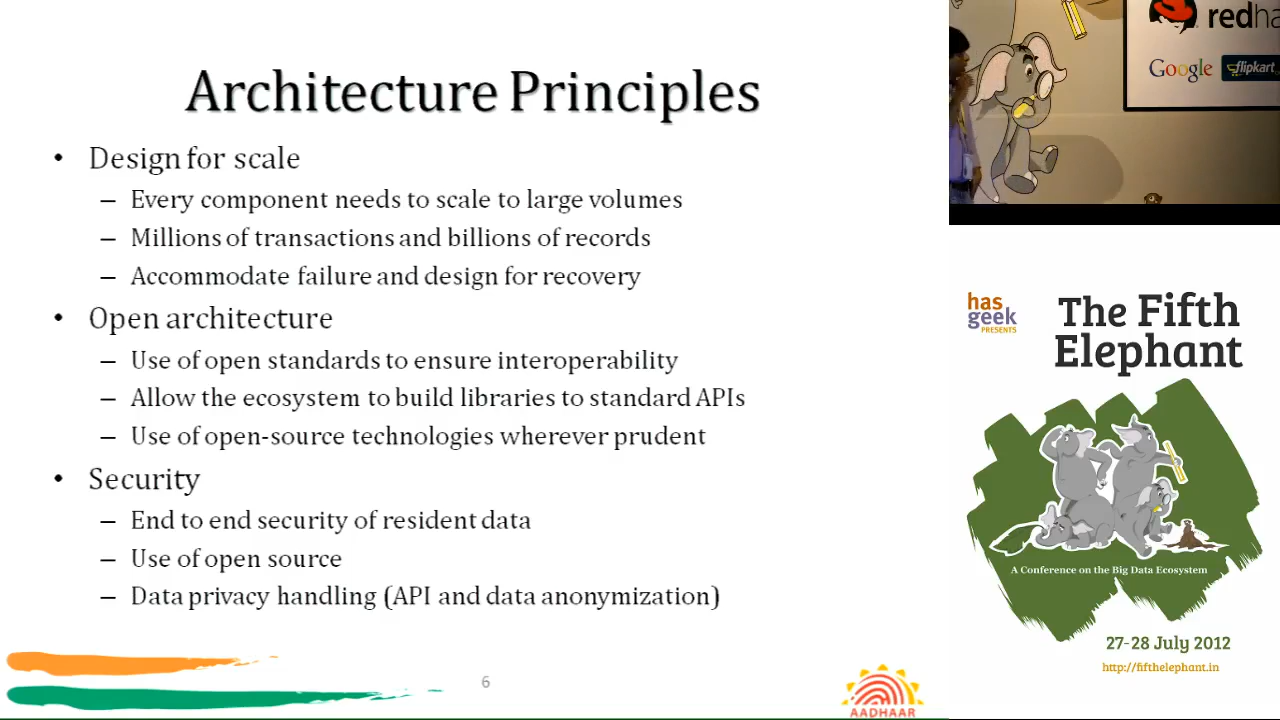 Architecture Principles
• Design for scale
– Every component needs to scale to large volumes
– Millions of transactions and billions of records
– Accommodate failure and design for recovery
• Open architecture
– Use of open standards to ensure interoperability
– Allow the ecosystem to build libraries to standard APIs
– Use of open-source technologies wherever prudent
• Security
– End to end security of resident data
– Use of open source
– Data privacy handling (API and data anonymization)
6
AADHAAR
redha
Google flipkart
has
geek
PRESENTS
The Fifth
Elephant
A Conference on the Big Data Ecosystem
27-28 July 2012
http://fifthelephant.in